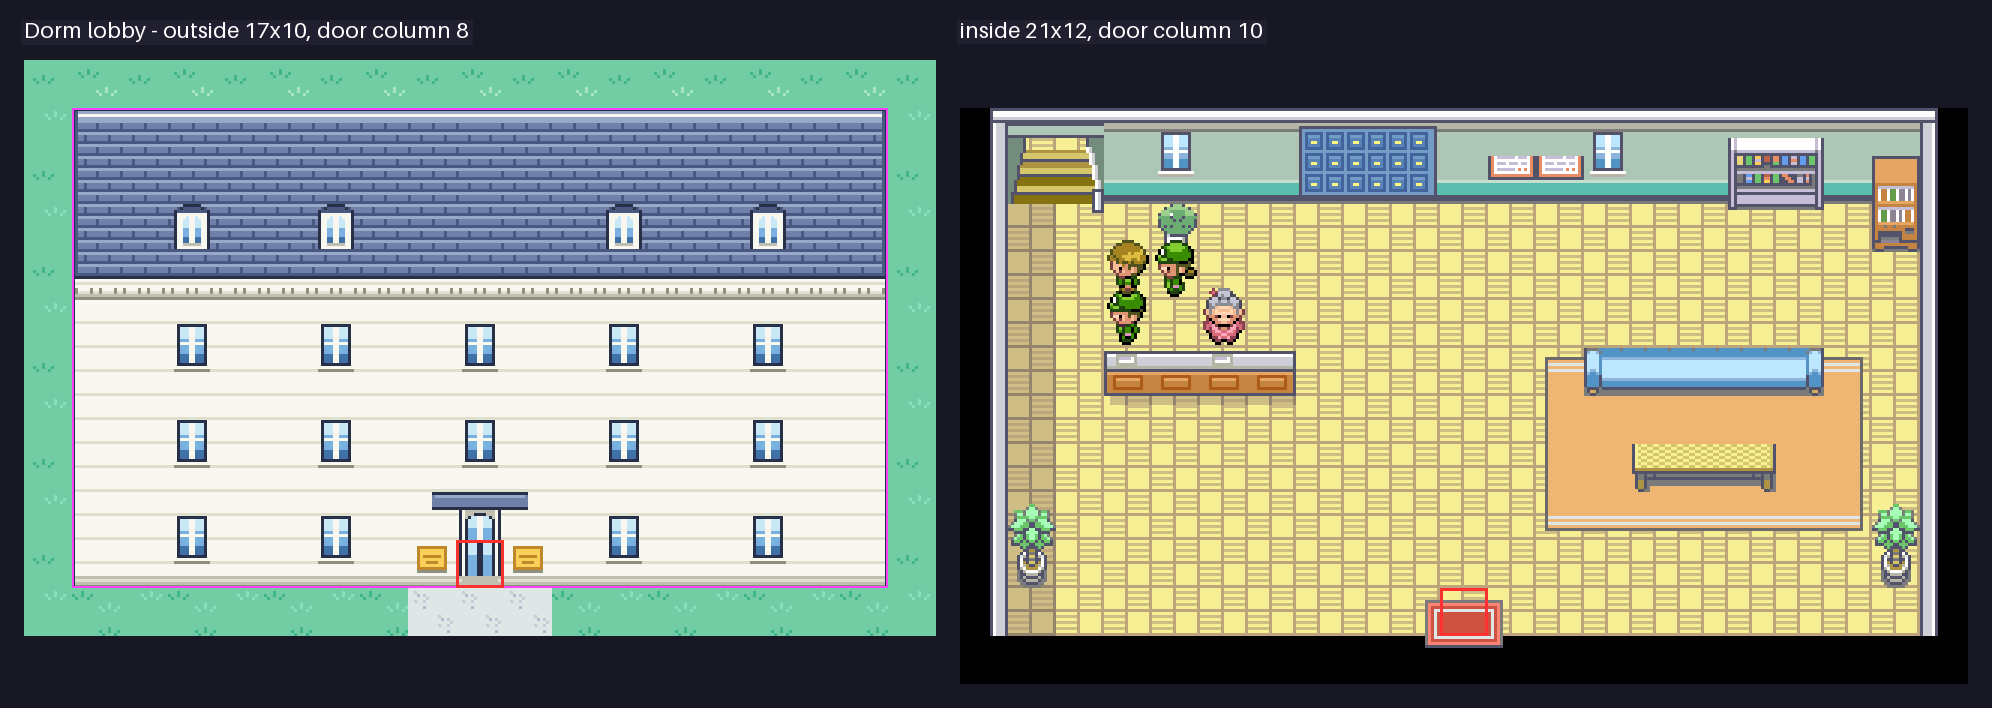 Dorm lobby - outside 17x10, door column 8
inside 21x12, door column 10